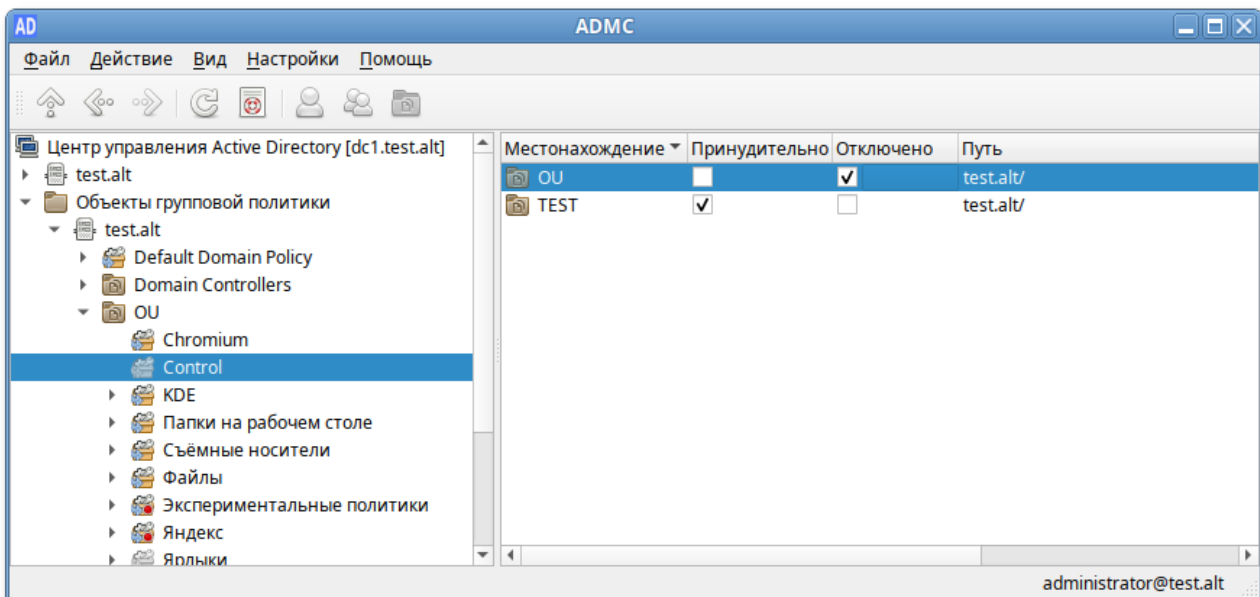 AD ADMC
Файл Действие Вид Настройки Помощь
Центр управления Active Directory [dc1.test.alt]
test.alt
Объекты групповой политики
test.alt
Default Domain Policy
Domain Controllers
OU
Chromium
Control
KDE
Папки на рабочем столе
Съёмные носители
Файлы
Экспериментальные политики
Яндекс
Ярлыки
Местонахождение Принудительно Отключено Путь
OU test.alt/
TEST test.alt/
administrator@test.alt